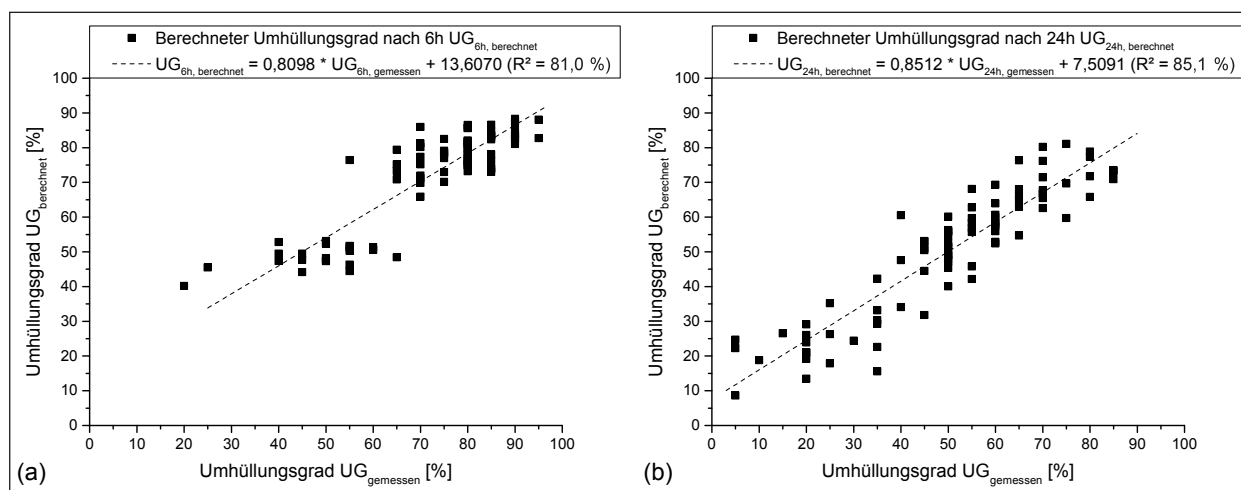 Berechneter Umhüllungsgrad nach 6h UG6h, berechnet
UG6h, berechnet = 0,8098 * UG6h, gemessen + 13,6070 (R² = 81,0 %)
100
90
80
70
60
50
40
30
20
10
0
Umhüllungsgrad UGberechnet [%]
0 10 20 30 40 50 60 70 80 90 100
Umhüllungsgrad UGgemessen [%]
(a)
Berechneter Umhüllungsgrad nach 24h UG24h, berechnet
UG24h, berechnet = 0,8512 * UG24h, gemessen + 7,5091 (R² = 85,1 %)
100
90
80
70
60
50
40
30
20
10
0
Umhüllungsgrad UGberechnet [%]
0 10 20 30 40 50 60 70 80 90 100
Umhüllungsgrad UGgemessen [%]
(b)